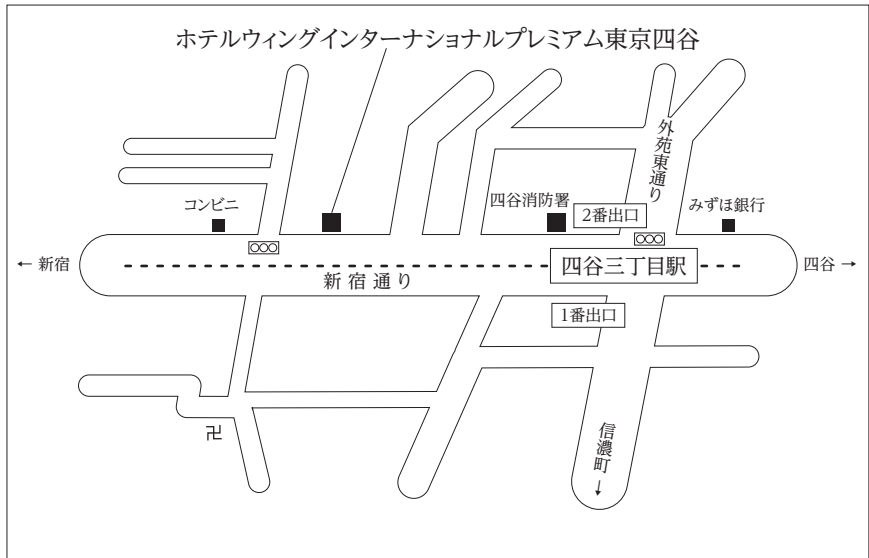 ホテルウィングインターナショナルプレミアム東京四谷
外苑東通り
コンビニ
四谷消防署
2番出口
みずほ銀行
← 新宿
新宿通り
四谷三丁目駅
四谷 →
1番出口
卍
信濃町
↓